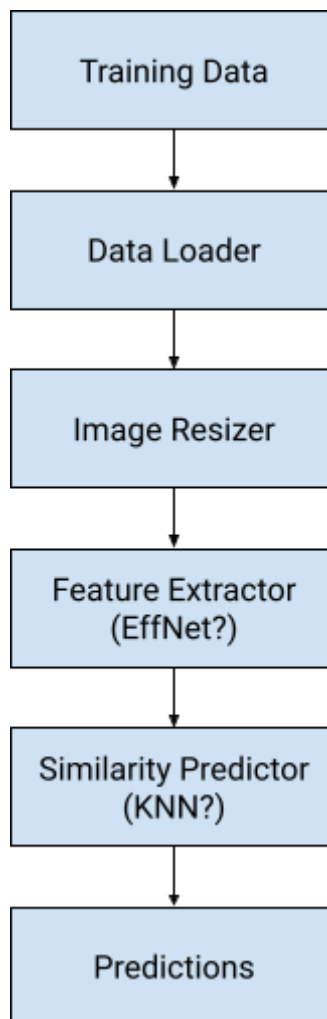 Training Data
Data Loader
Image Resizer
Feature Extractor
(EffNet?)
Similarity Predictor
(KNN?)
Predictions